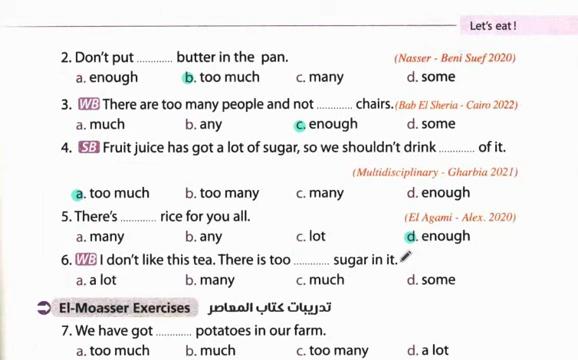 Let's eat!
2. Don't put ............ butter in the pan. (Nasser - Beni Suef 2020)
a. enough b. too much c. many d. some
3. WB There are too many people and not ............ chairs. (Bab El Sheria - Cairo 2022)
a. much b. any c. enough d. some
4. SB Fruit juice has got a lot of sugar, so we shouldn't drink ............ of it.
(Multidisciplinary - Gharbia 2021)
a. too much b. too many c. many d. enough
5. There's ............ rice for you all. (El Agami - Alex. 2020)
a. many b. any c. lot d. enough
6. WB I don't like this tea. There is too ............ sugar in it.
a. a lot b. many c. much d. some
El-Moasser Exercises تدريبات كتاب المعاصر
7. We have got ............ potatoes in our farm.
a. too much b. much c. too many d. a lot